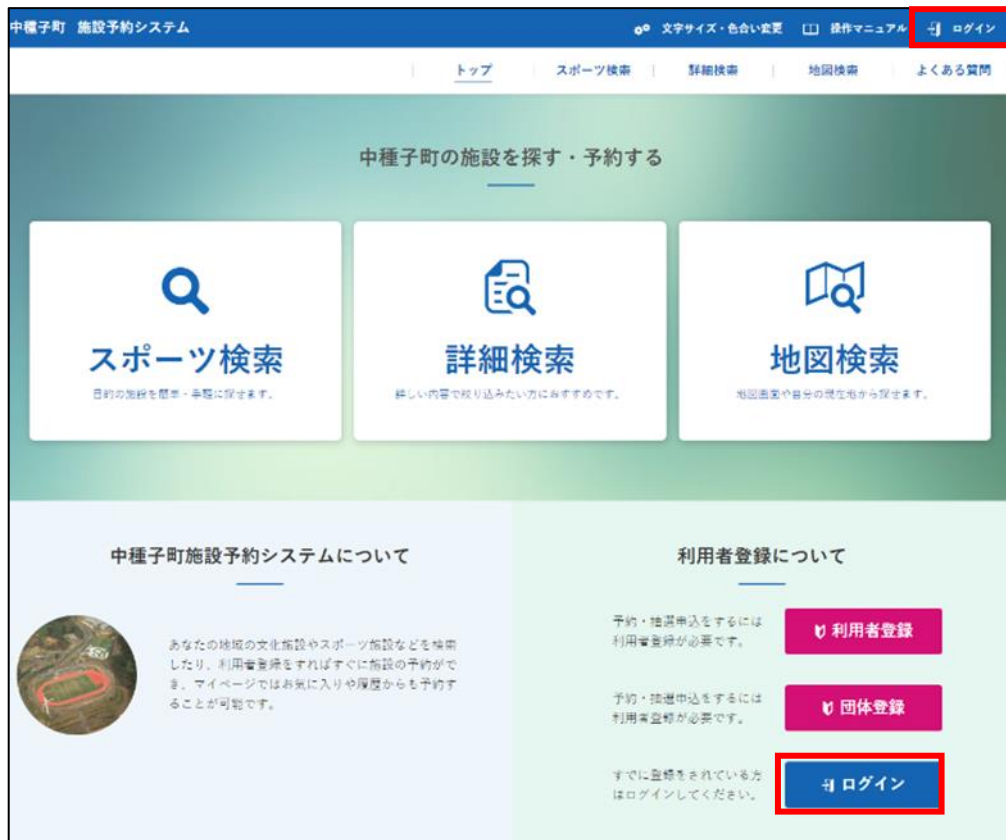 中種子町 施設予約システム
文字サイズ・色合い変更 操作マニュアル ログイン
トップ スポーツ検索 詳細検索 地図検索 よくある質問
中種子町の施設を探す・予約する
スポーツ検索
目的の施設を簡単・手軽に探せます。
詳細検索
詳しい内容で絞り込みたい方におすすめです。
地図検索
地図画面や自分の現在地から探せます。
中種子町施設予約システムについて
あなたの地域の文化施設やスポーツ施設などを検索
したり、利用者登録をすればすぐに施設の予約がで
き、マイページではお気に入りや履歴からも予約す
ることが可能です。
利用者登録について
予約・抽選申込をするには
利用者登録が必要です。
利用者登録
予約・抽選申込をするには
利用者登録が必要です。
団体登録
すでに登録をされている方
はログインしてください。
ログイン